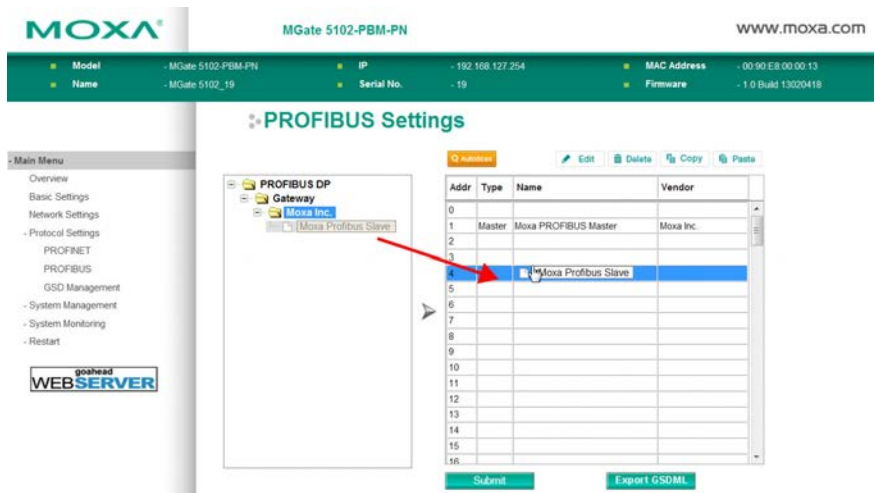 MOXA
MGate 5102-PBM-PN
www.moxa.com
Model - MGate 5102-PBM-PN IP - 192.168.127.254 MAC Address - 00:90:E8:00:00:13
Name - MGate 5102_19 Serial No. - 19 Firmware - 1.0 Build 13020418
PROFIBUS Settings
- Main Menu
Overview
Basic Settings
Network Settings
- Protocol Settings
PROFINET
PROFIBUS
GSD Management
- System Management
- System Monitoring
- Restart
goahead
WEBSERVER
PROFIBUS DP
Gateway
Moxa Inc.
Moxa Profibus Slave
Edit Delete Copy Paste
Addr Type Name Vendor
0
1 Master Moxa PROFIBUS Master Moxa Inc.
2
3
4 Moxa Profibus Slave
5
6
7
8
9
10
11
12
13
14
15
16
Submit Export GSDML